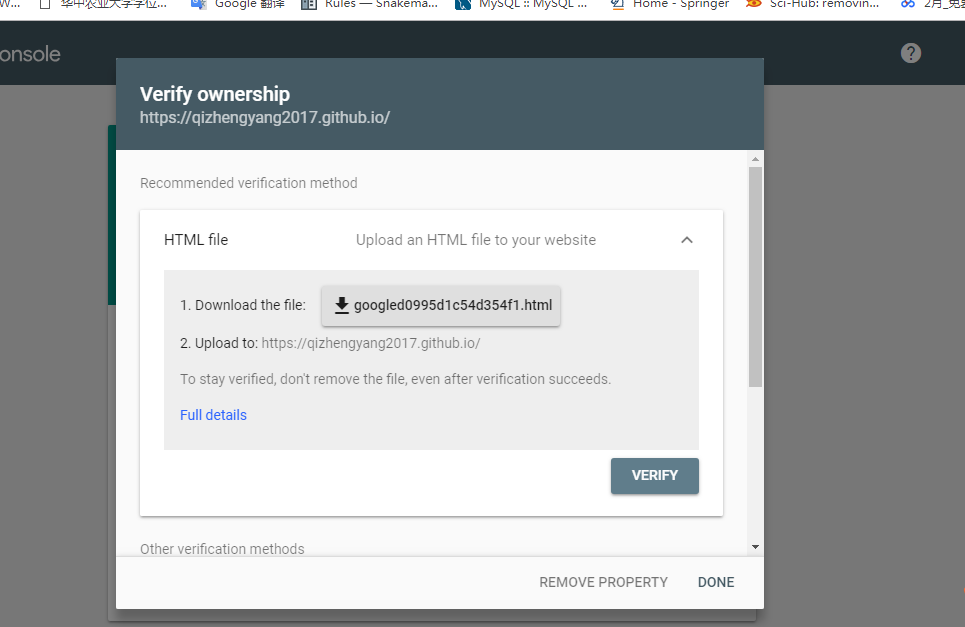 W... 华中农业大学学位... Google 翻译 Rules — Snakema... MySQL :: MySQL ... Home - Springer Sci-Hub: removin... 2月_免
onsole ?
Verify ownership
https://qizhengyang2017.github.io/
Recommended verification method
HTML file Upload an HTML file to your website
1. Download the file: googled0995d1c54d354f1.html
2. Upload to: https://qizhengyang2017.github.io/
To stay verified, don't remove the file, even after verification succeeds.
Full details
VERIFY
Other verification methods
REMOVE PROPERTY DONE